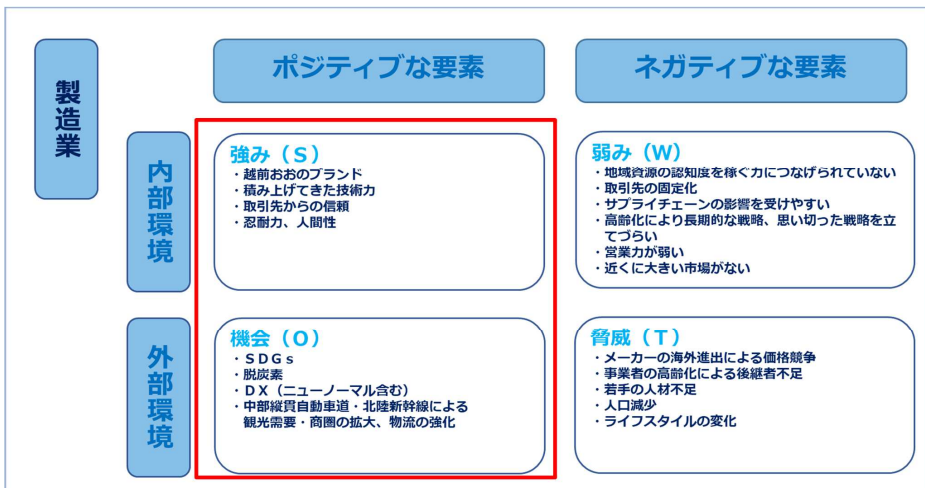 製造業
ポジティブな要素
ネガティブな要素
内部環境
強み（S）
・越前おおのブランド
・積み上げてきた技術力
・取引先からの信頼
・忍耐力、人間性
弱み（W）
・地域資源の認知度を稼ぐ力につなげられていない
・取引先の固定化
・サプライチェーンの影響を受けやすい
・高齢化により長期的な戦略、思い切った戦略を立
てづらい
・営業力が弱い
・近くに大きい市場がない
外部環境
機会（O）
・ＳＤＧｓ
・脱炭素
・ＤＸ（ニューノーマル含む）
・中部縦貫自動車道・北陸新幹線による
観光需要・商圏の拡大、物流の強化
脅威（T）
・メーカーの海外進出による価格競争
・事業者の高齢化による後継者不足
・若手の人材不足
・人口減少
・ライフスタイルの変化